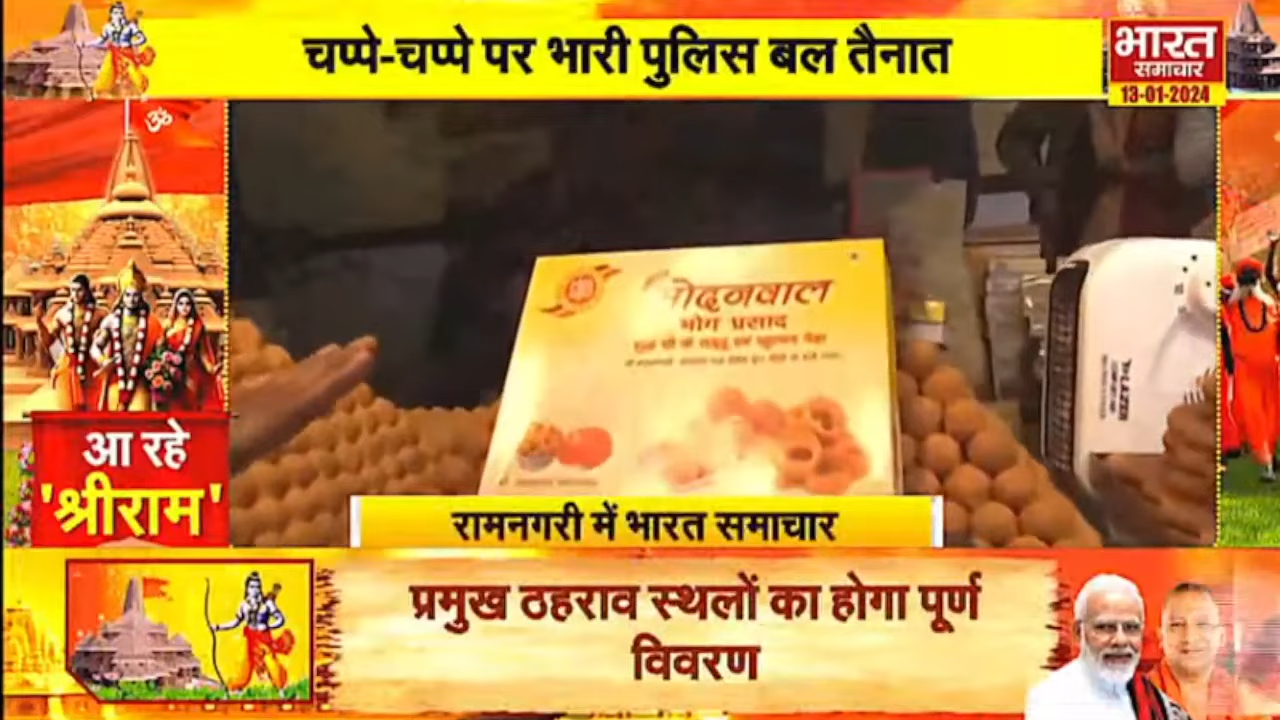 चप्पे-चप्पे पर भारी पुलिस बल तैनात
भारत
समाचार
13-01-2024
ॐ
भोग प्रसाद
आ रहे
'श्रीराम'
रामनगरी में भारत समाचार
प्रमुख ठहराव स्थलों का होगा पूर्ण
विवरण